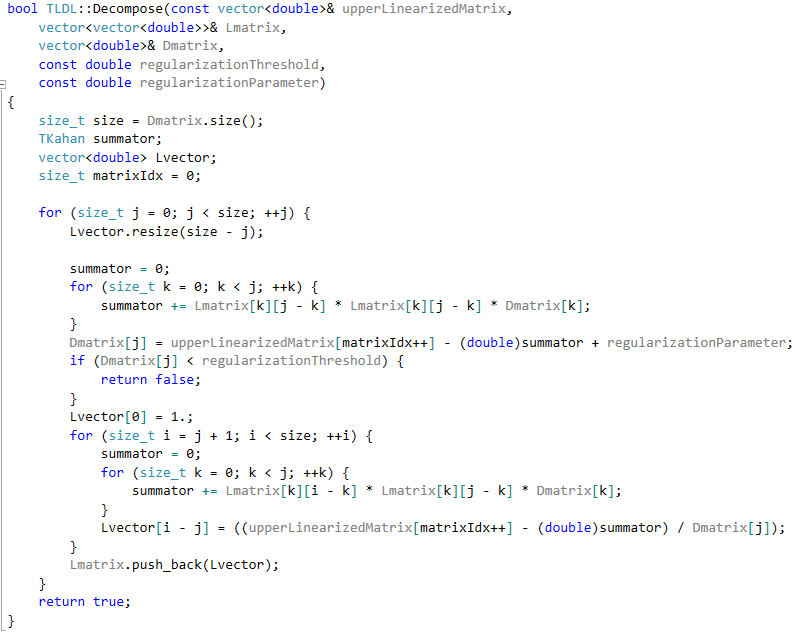 bool TLDL::Decompose(const vector<double>& upperLinearizedMatrix,
    vector<vector<double>>& Lmatrix,
    vector<double>& Dmatrix,
    const double regularizationThreshold,
    const double regularizationParameter)
{
    size_t size = Dmatrix.size();
    TKahan summator;
    vector<double> Lvector;
    size_t matrixIdx = 0;

    for (size_t j = 0; j < size; ++j) {
        Lvector.resize(size - j);

        summator = 0;
        for (size_t k = 0; k < j; ++k) {
            summator += Lmatrix[k][j - k] * Lmatrix[k][j - k] * Dmatrix[k];
        }
        Dmatrix[j] = upperLinearizedMatrix[matrixIdx++] - (double)summator + regularizationParameter;
        if (Dmatrix[j] < regularizationThreshold) {
            return false;
        }
        Lvector[0] = 1.;
        for (size_t i = j + 1; i < size; ++i) {
            summator = 0;
            for (size_t k = 0; k < j; ++k) {
                summator += Lmatrix[k][i - k] * Lmatrix[k][j - k] * Dmatrix[k];
            }
            Lvector[i - j] = ((upperLinearizedMatrix[matrixIdx++] - (double)summator) / Dmatrix[j]);
        }
        Lmatrix.push_back(Lvector);
    }
    return true;
}